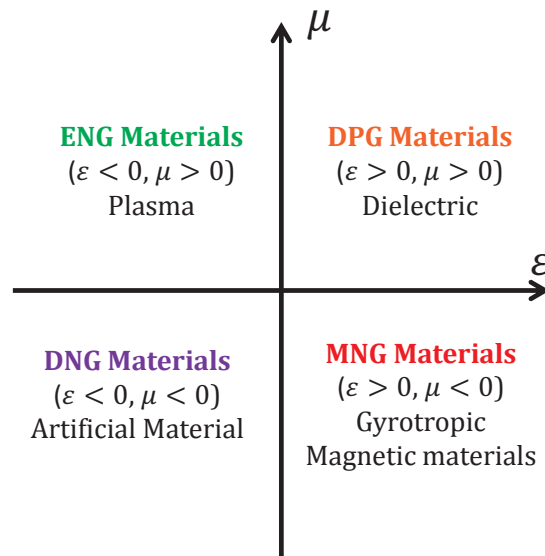 μ
ENG Materials
(ε < 0, μ > 0)
Plasma
DPG Materials
(ε > 0, μ > 0)
Dielectric
ε
DNG Materials
(ε < 0, μ < 0)
Artificial Material
MNG Materials
(ε > 0, μ < 0)
Gyrotropic
Magnetic materials